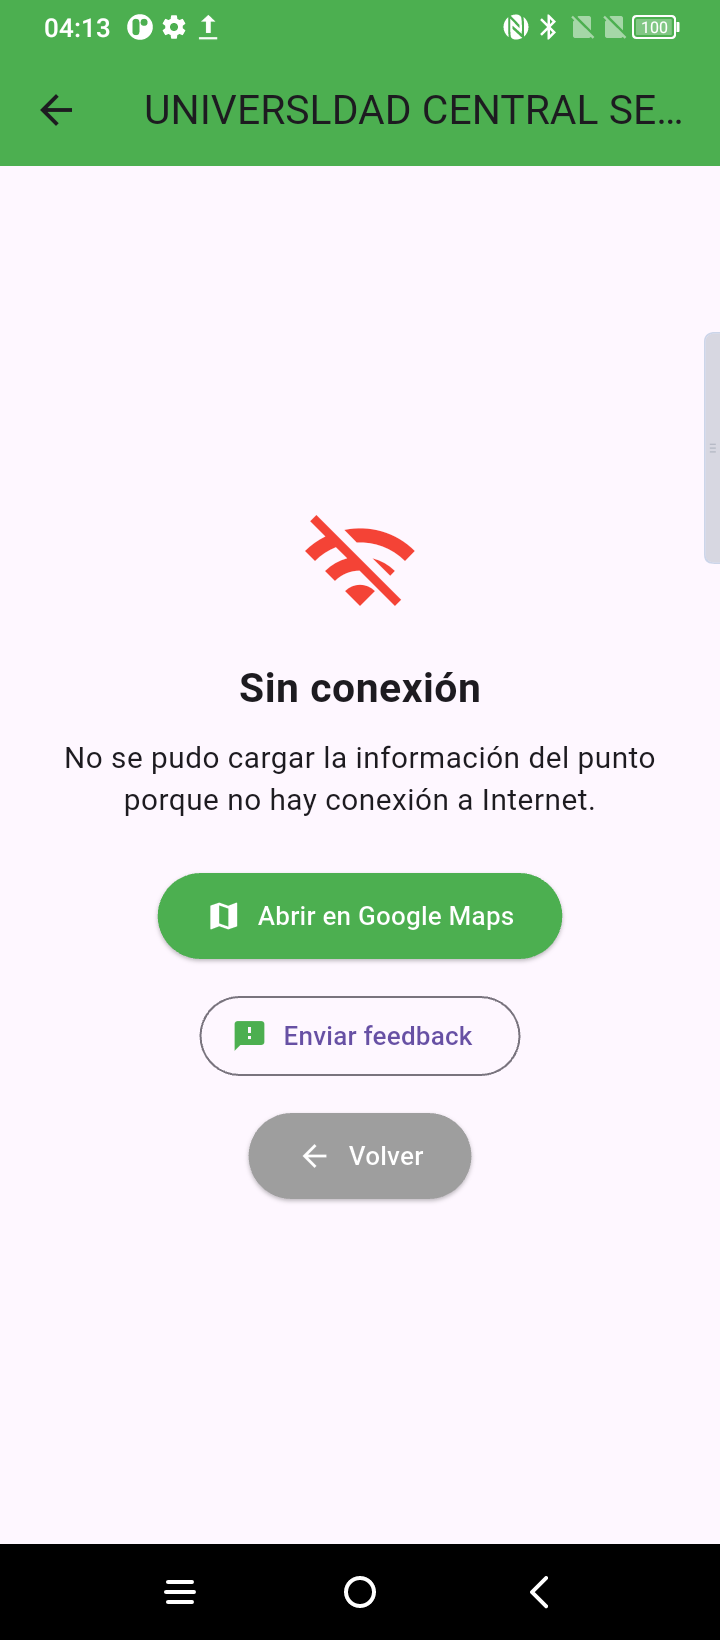 04:13
100
UNIVERSLDAD CENTRAL SE...
Sin conexión
No se pudo cargar la información del punto
porque no hay conexión a Internet.
Abrir en Google Maps
Enviar feedback
Volver